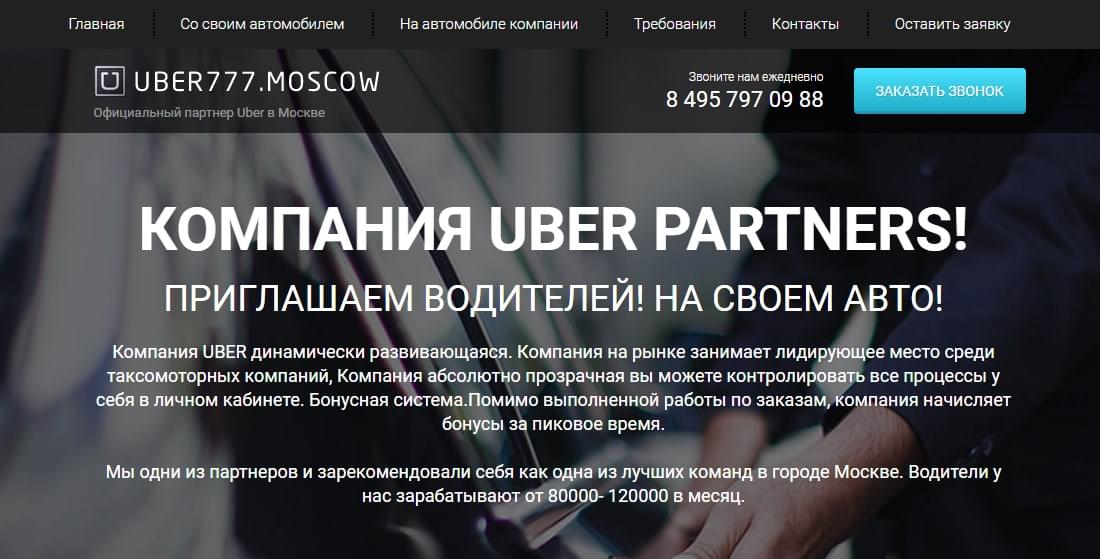 Главная Со своим автомобилем На автомобиле компании Требования Контакты Оставить заявку
UBER777.MOSCOW
Официальный партнер Uber в Москве
Звоните нам ежедневно
8 495 797 09 88
ЗАКАЗАТЬ ЗВОНОК
КОМПАНИЯ UBER PARTNERS!
ПРИГЛАШАЕМ ВОДИТЕЛЕЙ! НА СВОЕМ АВТО!
Компания UBER динамически развивающаяся. Компания на рынке занимает лидирующее место среди
таксомоторных компаний, Компания абсолютно прозрачная вы можете контролировать все процессы у
себя в личном кабинете. Бонусная система.Помимо выполненной работы по заказам, компания начисляет
бонусы за пиковое время.
Мы одни из партнеров и зарекомендовали себя как одна из лучших команд в городе Москве. Водители у
нас зарабатывают от 80000- 120000 в месяц.